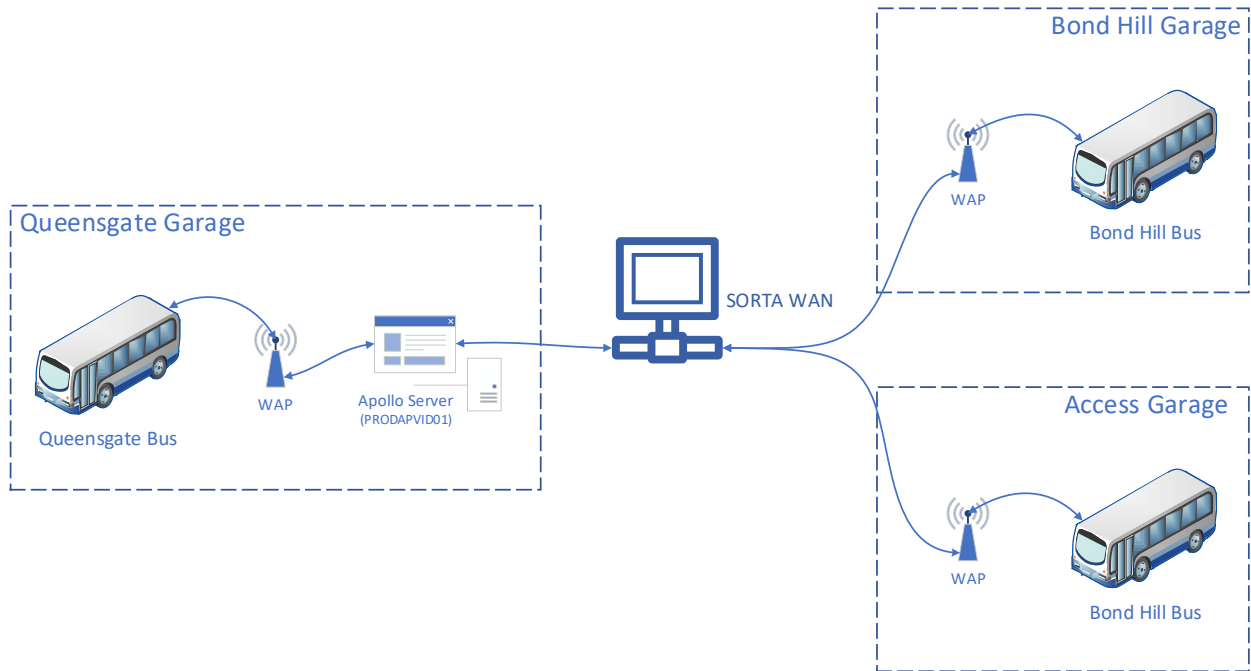 Bond Hill Garage
WAP
Bond Hill Bus
Queensgate Garage
SORTA WAN
WAP
Apollo Server
(PRODAPVID01)
Queensgate Bus
Access Garage
WAP
Bond Hill Bus